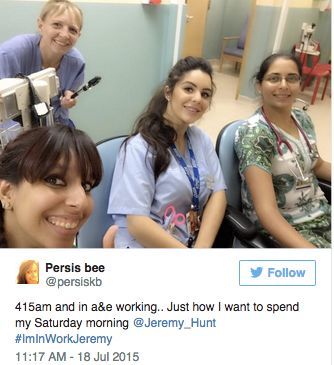 Persis bee
@persiskb
Follow
415am and in a&e working.. Just how I want to spend
my Saturday morning @Jeremy_Hunt
#ImInWorkJeremy
11:17 AM - 18 Jul 2015